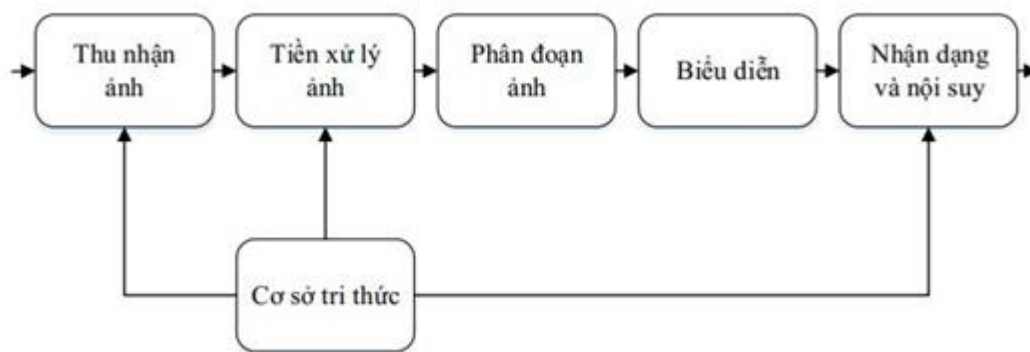 Thu nhận
ảnh
Tiền xử lý
ảnh
Phân đoạn
ảnh
Biểu diễn
Nhận dạng
và nội suy
Cơ sở tri thức